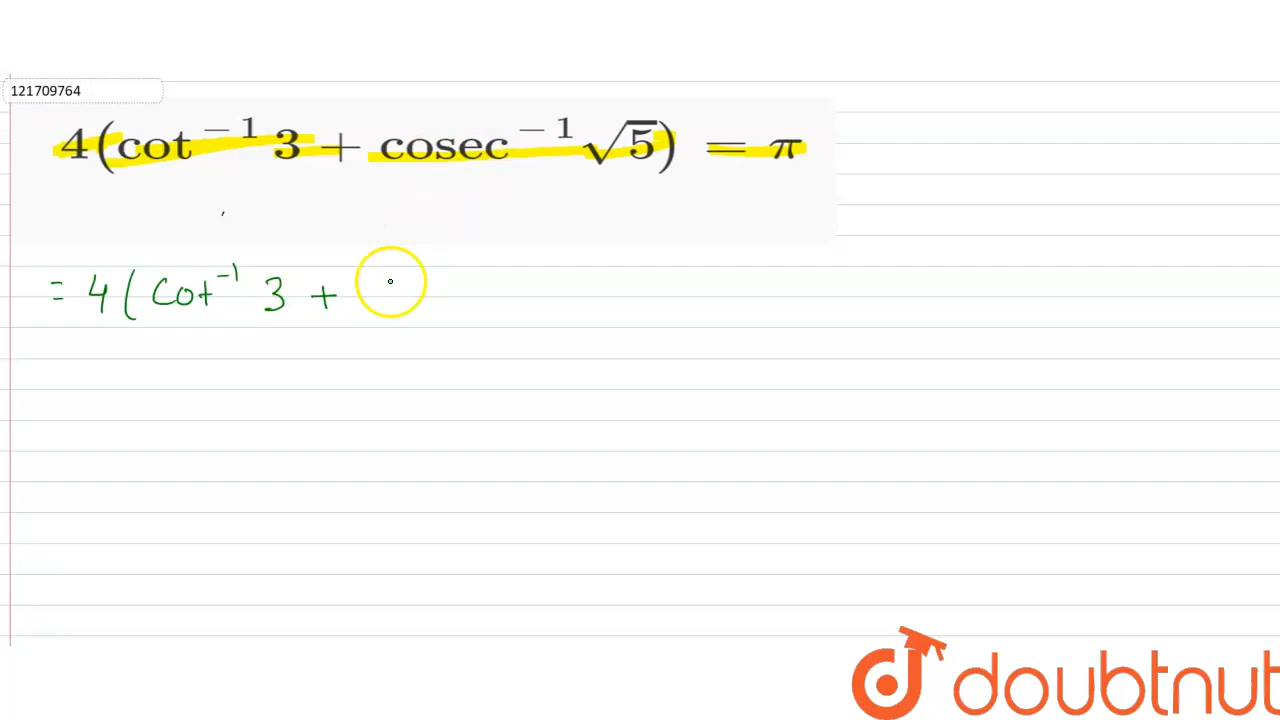 121709764
4(cot⁻¹ 3 + cosec⁻¹ √5) = π
= 4 ( Cot⁻¹ 3 +
doubtnut